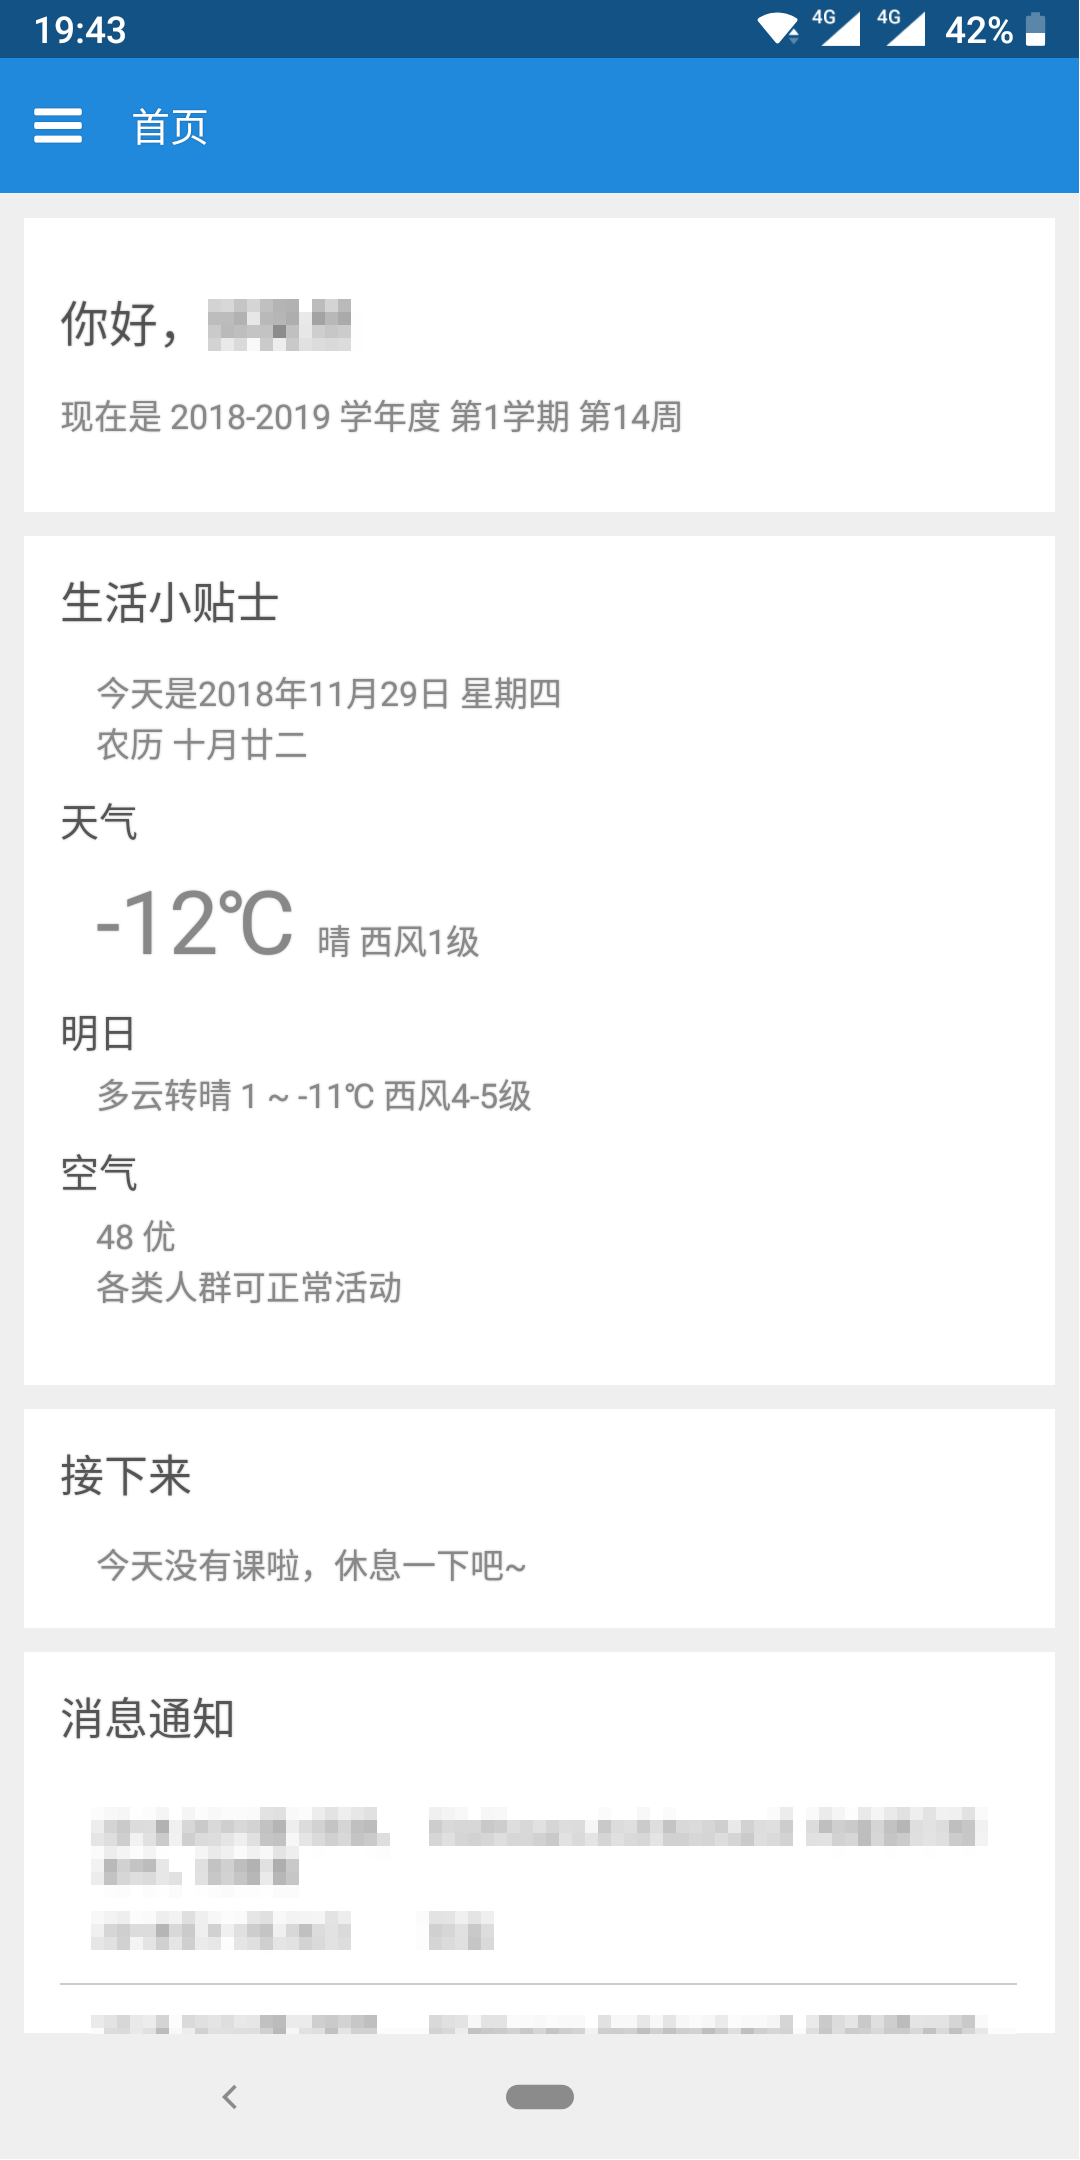 19:43
4G 4G 42%
首页
你好，
现在是 2018-2019 学年度 第1学期 第14周
生活小贴士
今天是2018年11月29日 星期四
农历 十月廿二
天气
-12℃ 晴 西风1级
明日
多云转晴 1 ~ -11℃ 西风4-5级
空气
48 优
各类人群可正常活动
接下来
今天没有课啦，休息一下吧~
消息通知